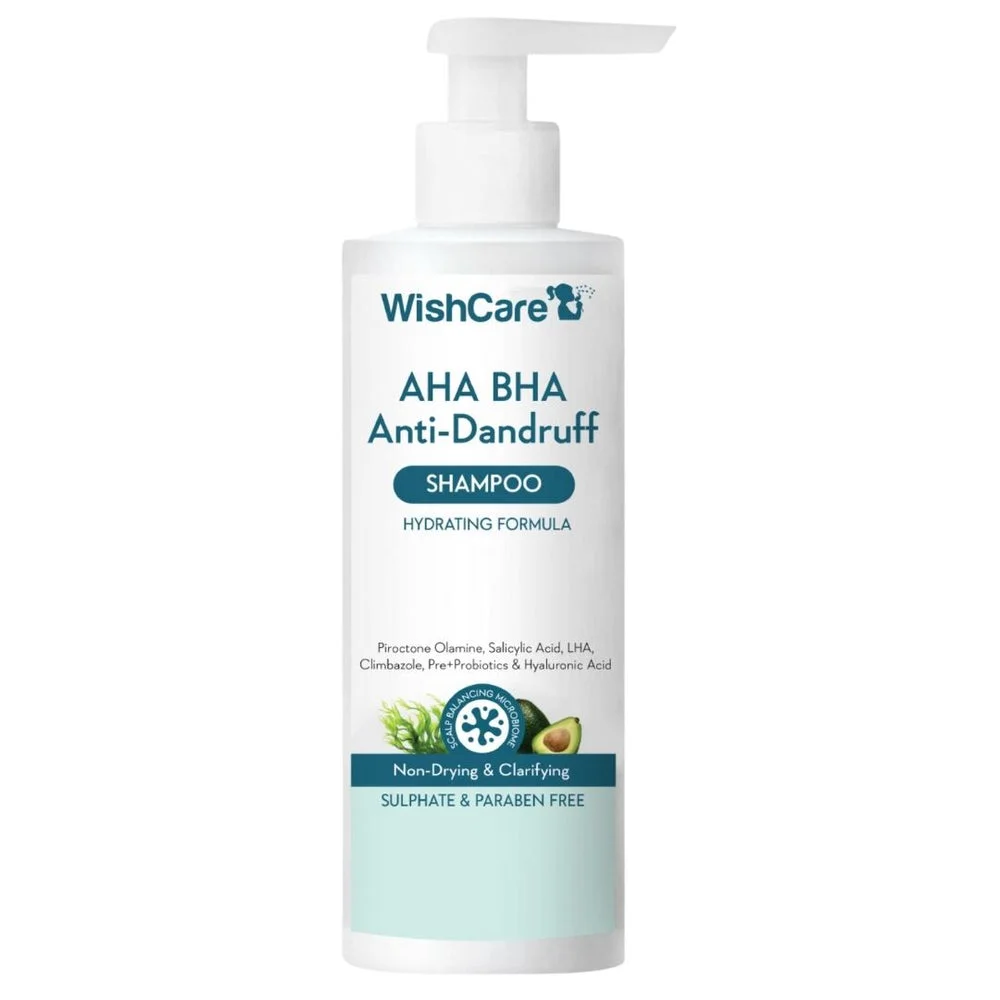 WishCare
AHA BHA
Anti-Dandruff
SHAMPOO
HYDRATING FORMULA
Piroctone Olamine, Salicylic Acid, LHA,
Climbazole, Pre+Probiotics & Hyaluronic Acid
SCALP BALANCING MICROBIOME
Non-Drying & Clarifying
SULPHATE & PARABEN FREE